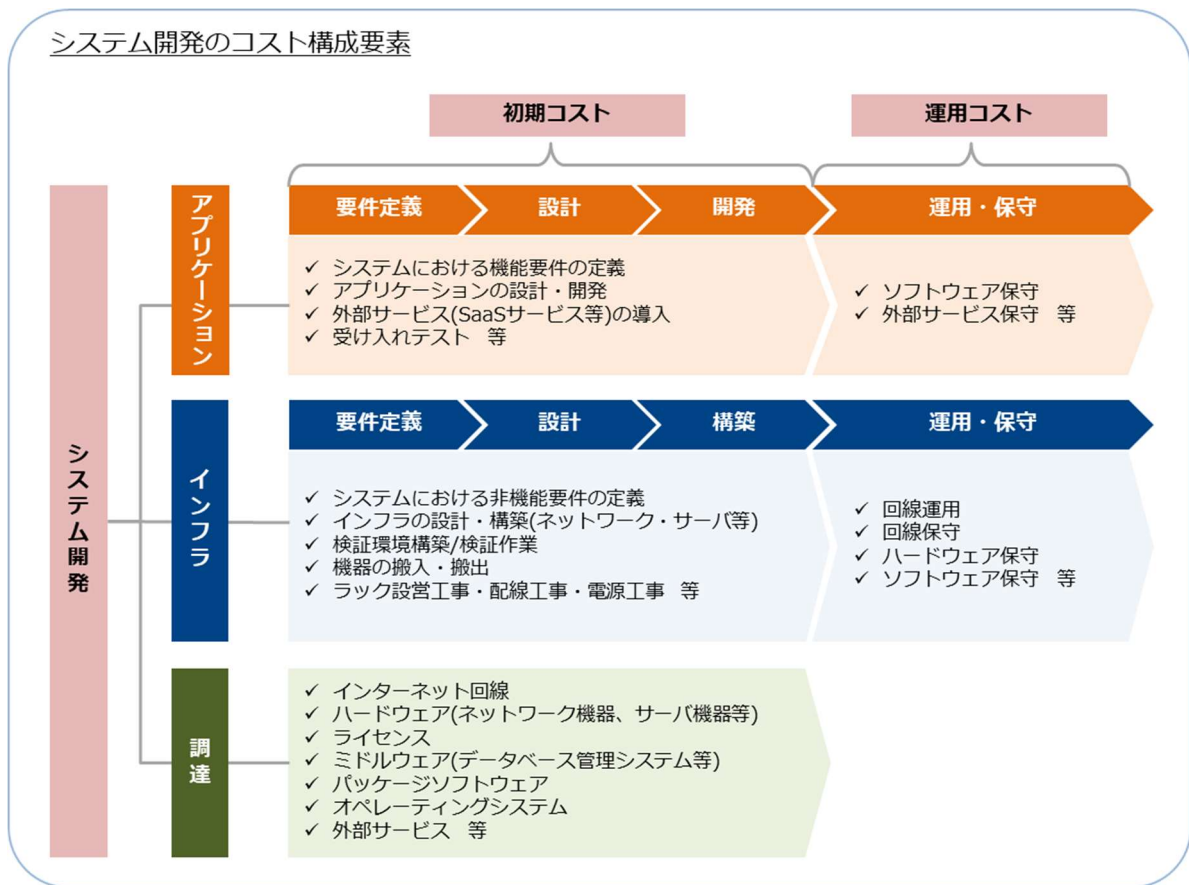 システム開発のコスト構成要素
初期コスト
運用コスト
システム開発
アプリケーション
要件定義
設計
開発
運用・保守
✓ システムにおける機能要件の定義
✓ アプリケーションの設計・開発
✓ 外部サービス(SaaSサービス等)の導入
✓ 受け入れテスト 等
✓ ソフトウェア保守
✓ 外部サービス保守 等
インフラ
要件定義
設計
構築
運用・保守
✓ システムにおける非機能要件の定義
✓ インフラの設計・構築(ネットワーク・サーバ等)
✓ 検証環境構築/検証作業
✓ 機器の搬入・搬出
✓ ラック設営工事・配線工事・電源工事 等
✓ 回線運用
✓ 回線保守
✓ ハードウェア保守
✓ ソフトウェア保守 等
調達
✓ インターネット回線
✓ ハードウェア(ネットワーク機器、サーバ機器等)
✓ ライセンス
✓ ミドルウェア(データベース管理システム等)
✓ パッケージソフトウェア
✓ オペレーティングシステム
✓ 外部サービス 等